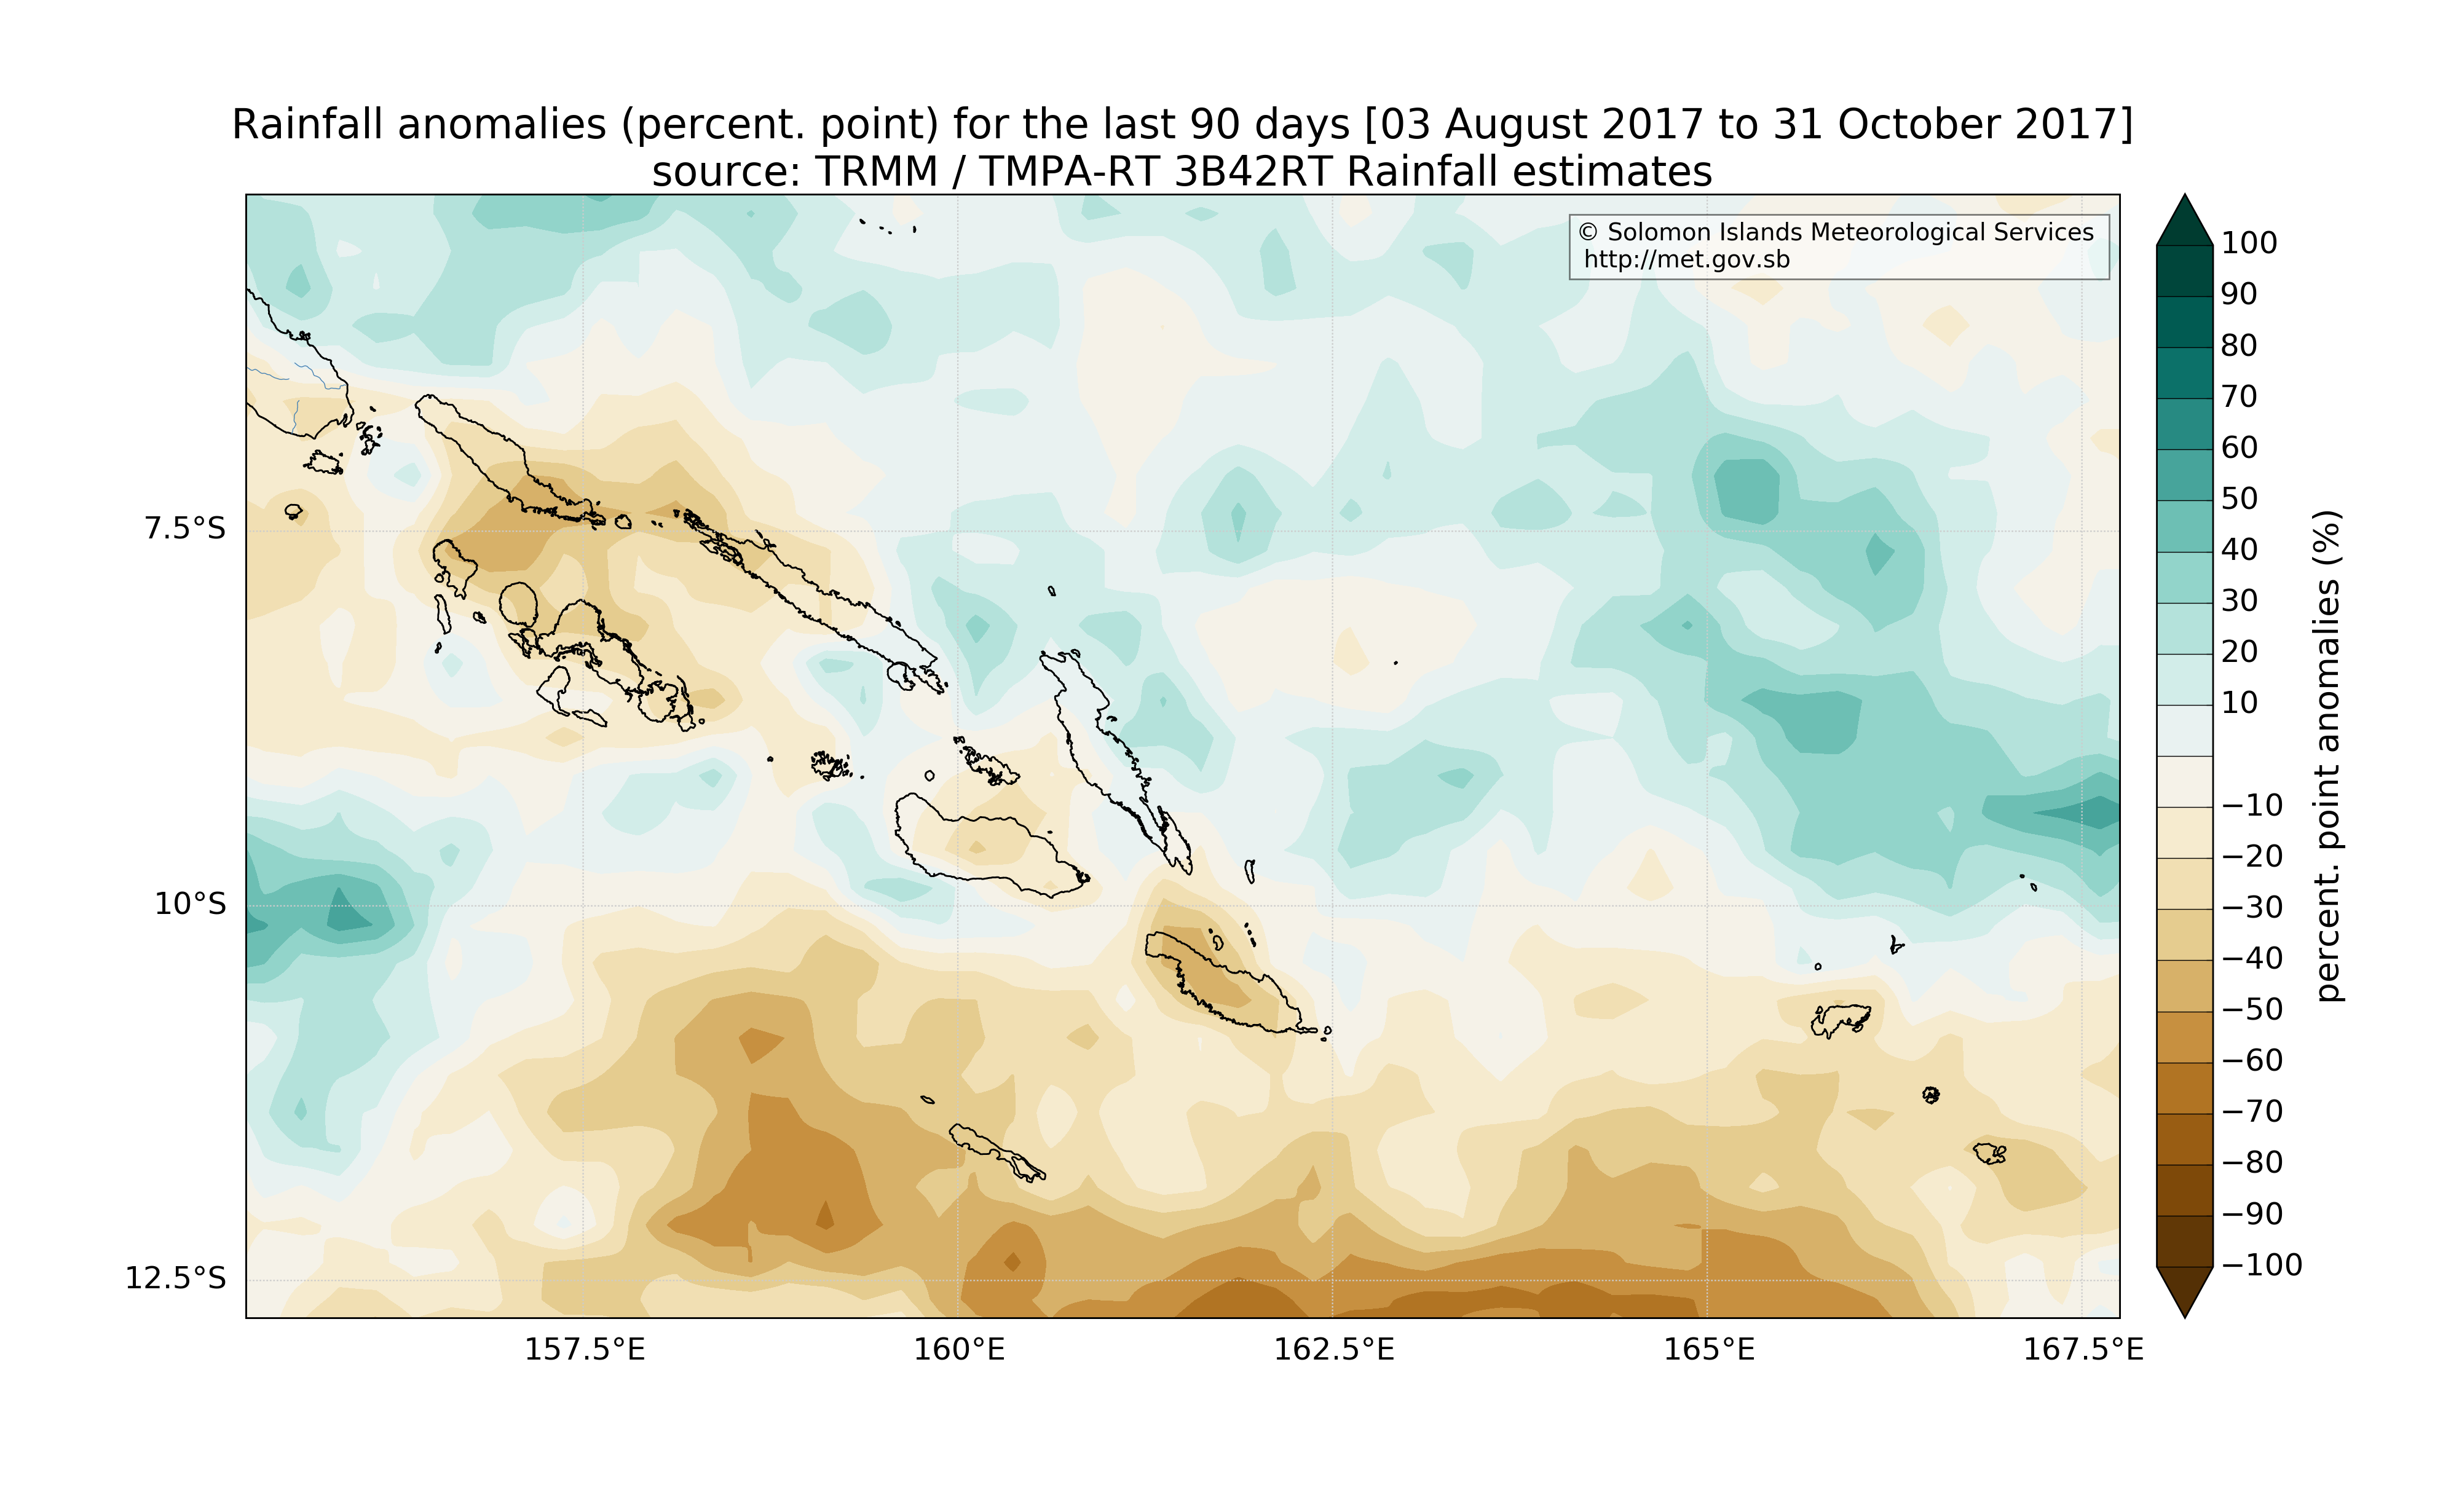 Rainfall anomalies (percent. point) for the last 90 days [03 August 2017 to 31 October 2017]
source: TRMM / TMPA-RT 3B42RT Rainfall estimates
© Solomon Islands Meteorological Services
http://met.gov.sb
7.5°S
10°S
12.5°S
157.5°E
160°E
162.5°E
165°E
167.5°E
100
90
80
70
60
50
40
30
20
10
−10
−20
−30
−40
−50
−60
−70
−80
−90
−100
percent. point anomalies (%)